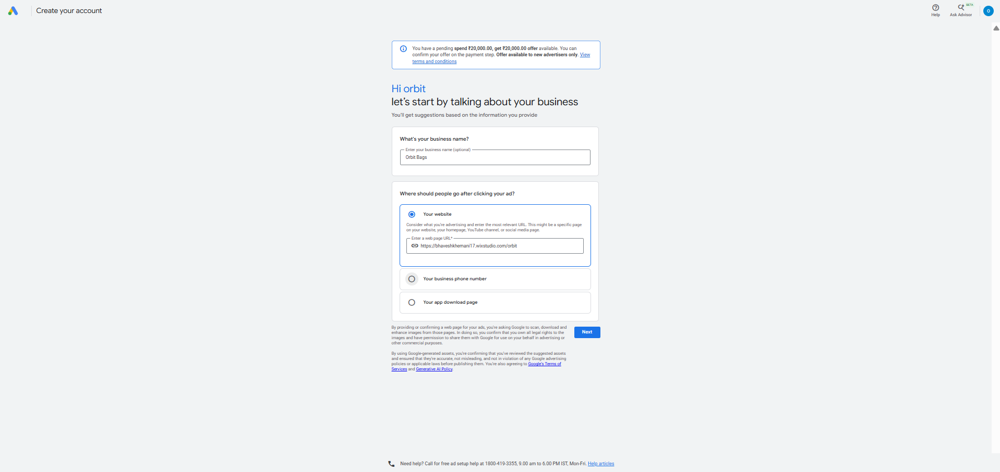 Create your account
Help
BETA
Ask Advisor
O
You have a pending spend ₹20,000.00, get ₹20,000.00 offer available. You can
confirm your offer on the payment step. Offer available to new advertisers only. View
terms and conditions
Hi orbit
let's start by talking about your business
You'll get suggestions based on the information you provide
What's your business name?
Enter your business name (optional)
Orbit Bags
Where should people go after clicking your ad?
Your website
Consider what you're advertising and enter the most relevant URL. This might be a specific page
on your website, your homepage, YouTube channel, or social media page.
Enter a web page URL*
https://bhaveshkhemani17.wixstudio.com/orbit
Your business phone number
Your app download page
By providing or confirming a web page for your ads, you're asking Google to scan, download and
enhance images from those pages. In doing so, you confirm that you own all legal rights to the
images and have permission to share them with Google for use on your behalf in advertising or
other commercial purposes.
Next
By using Google-generated assets, you're confirming that you've reviewed the suggested assets
and ensured that they're accurate, not misleading, and not in violation of any Google advertising
policies or applicable laws before publishing them. You're also agreeing to Google's Terms of
Services and Generative AI Policy.
Need help? Call for free ad setup help at 1800-419-3355, 9.00 am to 6.00 PM IST, Mon-Fri. Help articles